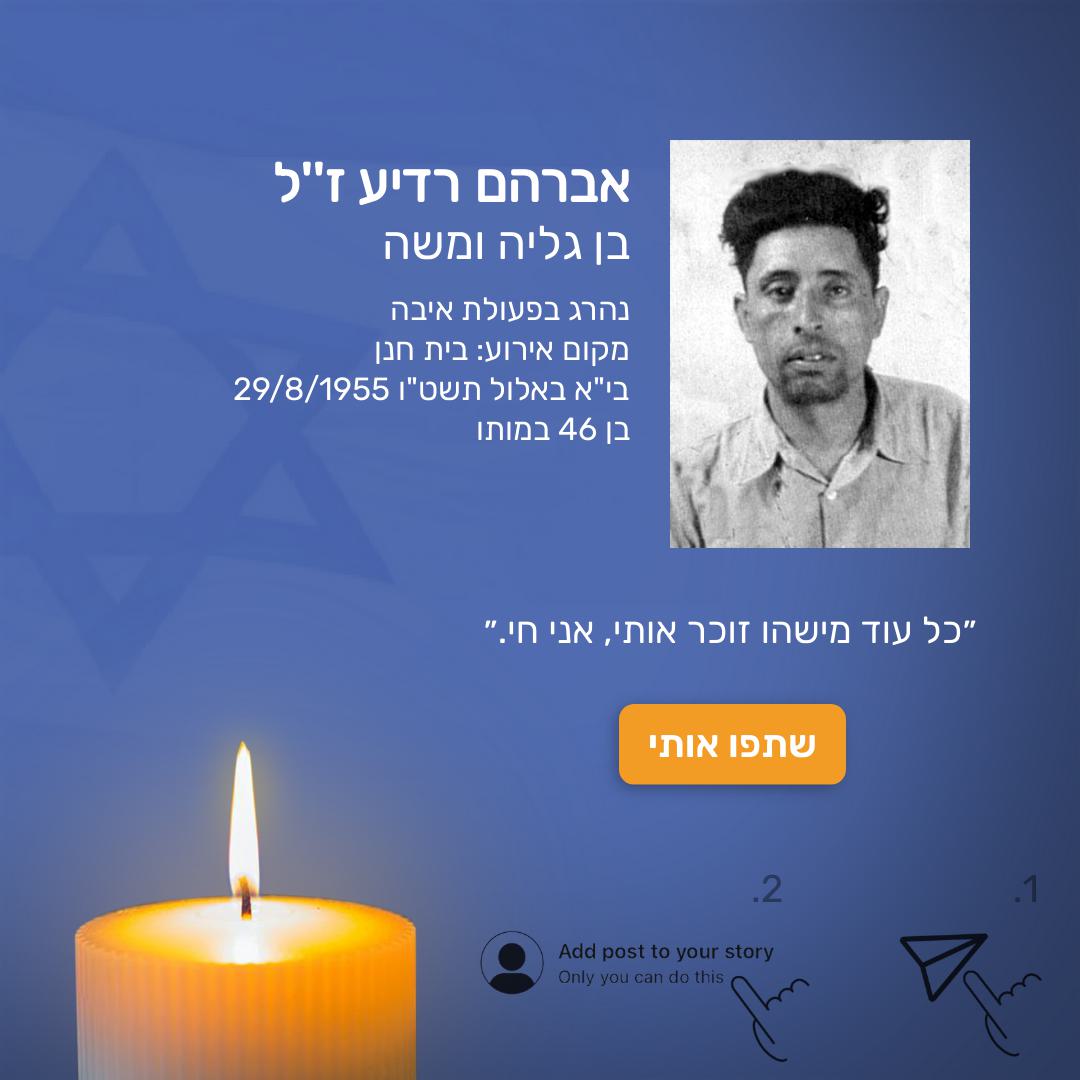 אברהם רדיע ז"ל
בן גליה ומשה
נהרג בפעולת איבה
מקום אירוע: בית חנן
בי"א באלול תשט"ו 29/8/1955
בן 46 במותו
״כל עוד מישהו זוכר אותי, אני חי.״
שתפו אותי
.1
.2
Add post to your story
Only you can do this